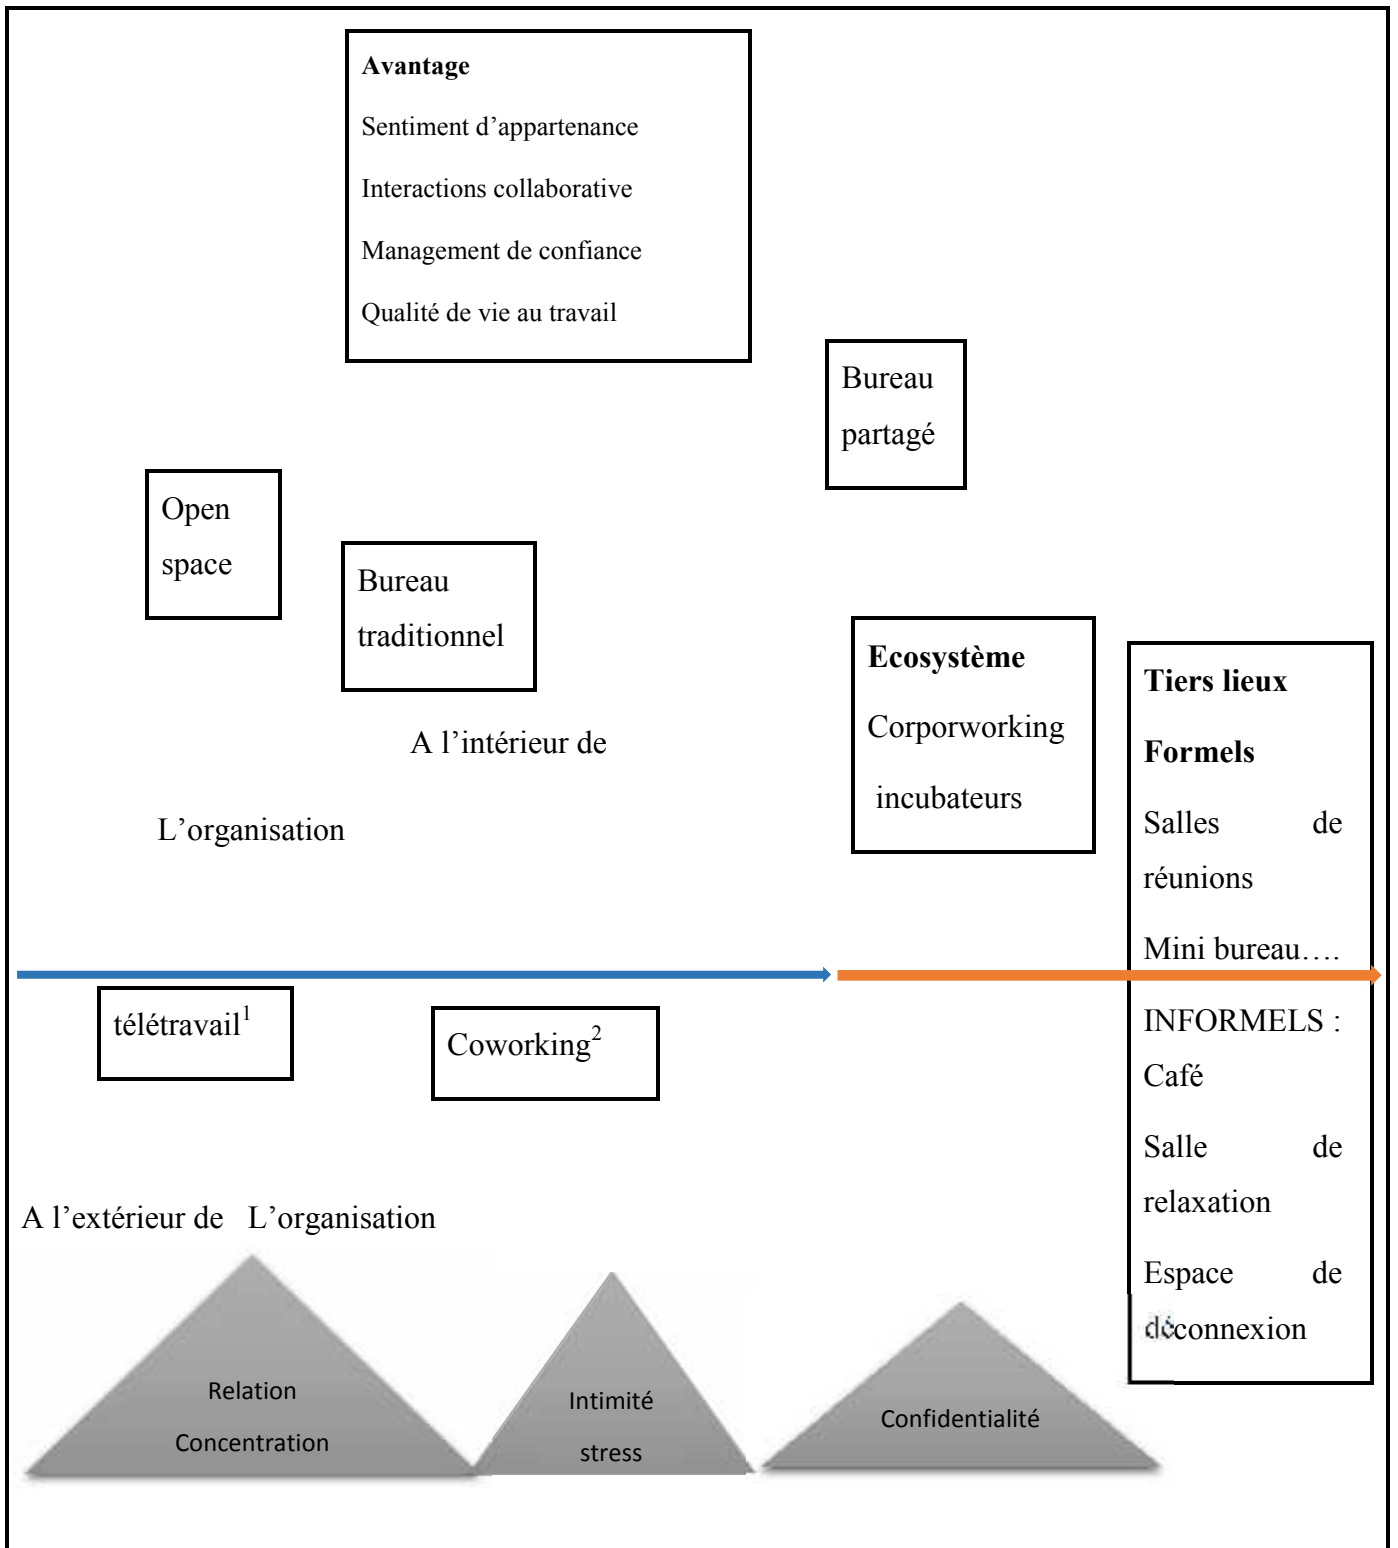 Avantage
Sentiment d’appartenance
Interactions collaborative
Management de confiance
Qualité de vie au travail
Bureau
partagé
Open
space
Bureau
traditionnel
A l’intérieur de
L’organisation
Ecosystème
Corporworking
incubateurs
Tiers lieux
Formels
Salles de
réunions
Mini bureau….
INFORMELS :
Café
Salle de
relaxation
Espace de
déconnexion
télétravail1
Coworking2
A l’extérieur de L’organisation
Relation
Concentration
Intimité
stress
Confidentialité